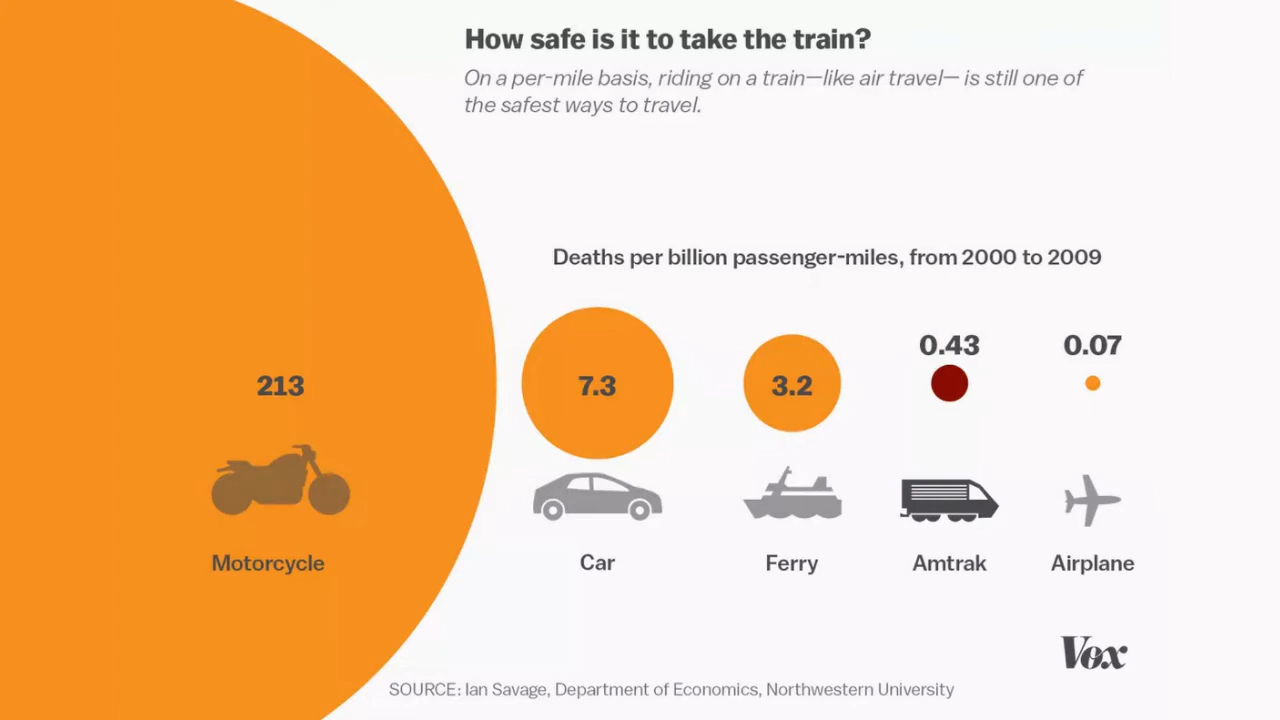 How safe is it to take the train?
On a per-mile basis, riding on a train—like air travel— is still one of
the safest ways to travel.
Deaths per billion passenger-miles, from 2000 to 2009
213
7.3
3.2
0.43
0.07
Motorcycle
Car
Ferry
Amtrak
Airplane
Vox
SOURCE: Ian Savage, Department of Economics, Northwestern University